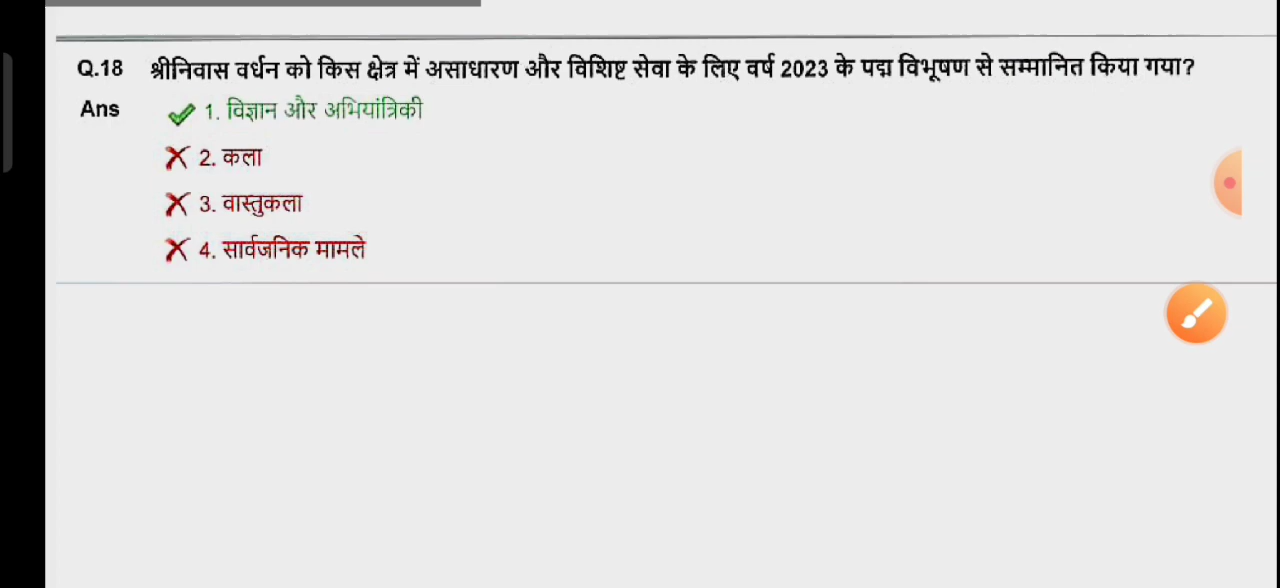 Q.18 श्रीनिवास वर्धन को किस क्षेत्र में असाधारण और विशिष्ट सेवा के लिए वर्ष 2023 के पद्म विभूषण से सम्मानित किया गया?
Ans 1. विज्ञान और अभियांत्रिकी
2. कला
3. वास्तुकला
4. सार्वजनिक मामले